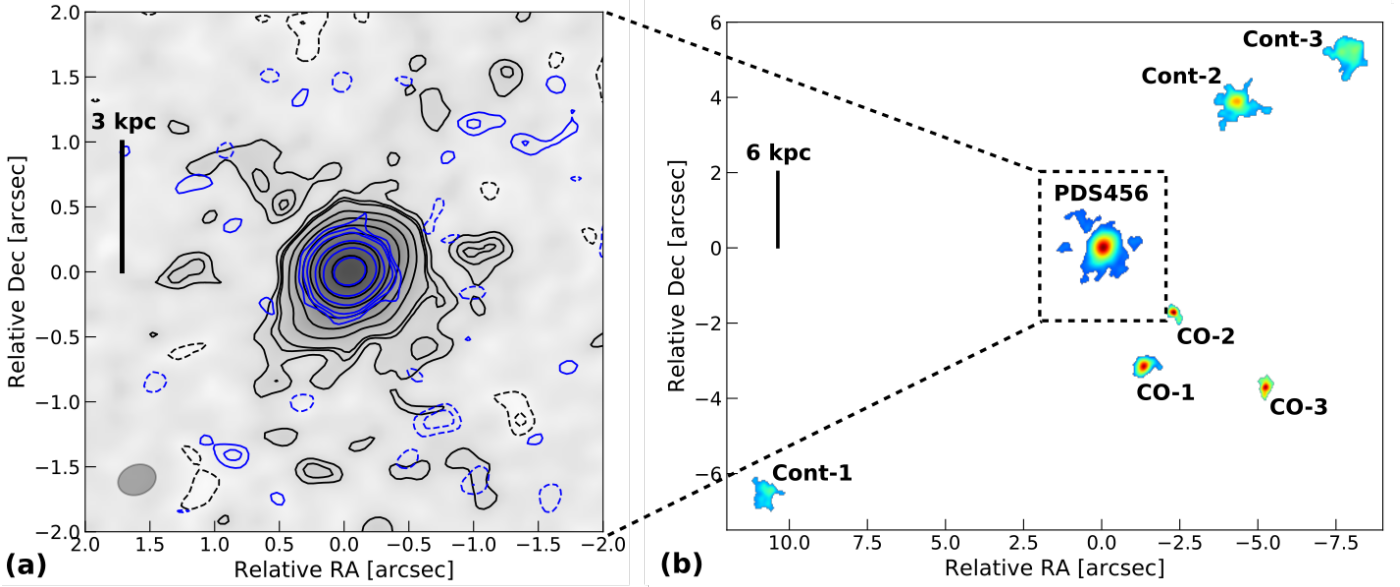 2.0
1.5
1.0
0.5
0.0
−0.5
−1.0
−1.5
−2.0
Relative Dec [arcsec]
3 kpc
2.0 1.5 1.0 0.5 0.0 −0.5 −1.0 −1.5 −2.0
Relative RA [arcsec]
(a)
6
4
2
0
−2
−4
−6
Relative Dec [arcsec]
Cont-3
Cont-2
6 kpc
PDS456
CO-2
CO-1
CO-3
Cont-1
10.0 7.5 5.0 2.5 0.0 −2.5 −5.0 −7.5
Relative RA [arcsec]
(b)